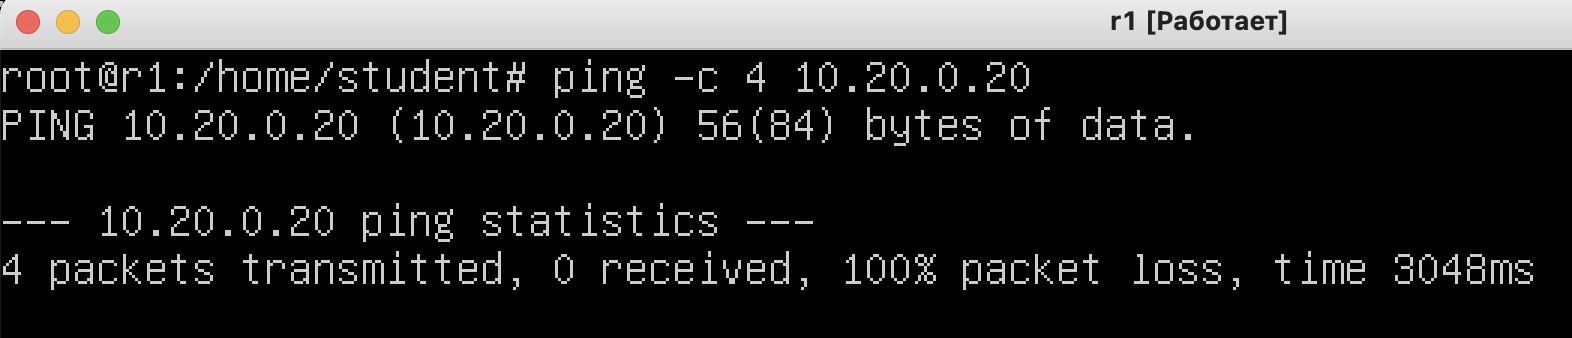 r1 [Работает]
root@r1:/home/student# ping -c 4 10.20.0.20
PING 10.20.0.20 (10.20.0.20) 56(84) bytes of data.
--- 10.20.0.20 ping statistics ---
4 packets transmitted, 0 received, 100% packet loss, time 3048ms